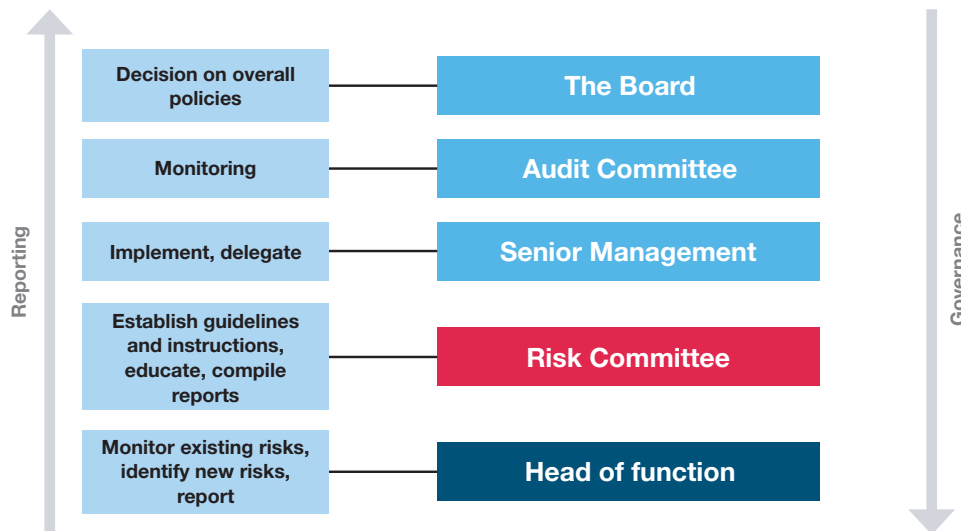 Reporting
Decision on overall
policies
The Board
Monitoring
Audit Committee
Implement, delegate
Senior Management
Establish guidelines
and instructions,
educate, compile
reports
Risk Committee
Monitor existing risks,
identify new risks,
report
Head of function
Governance